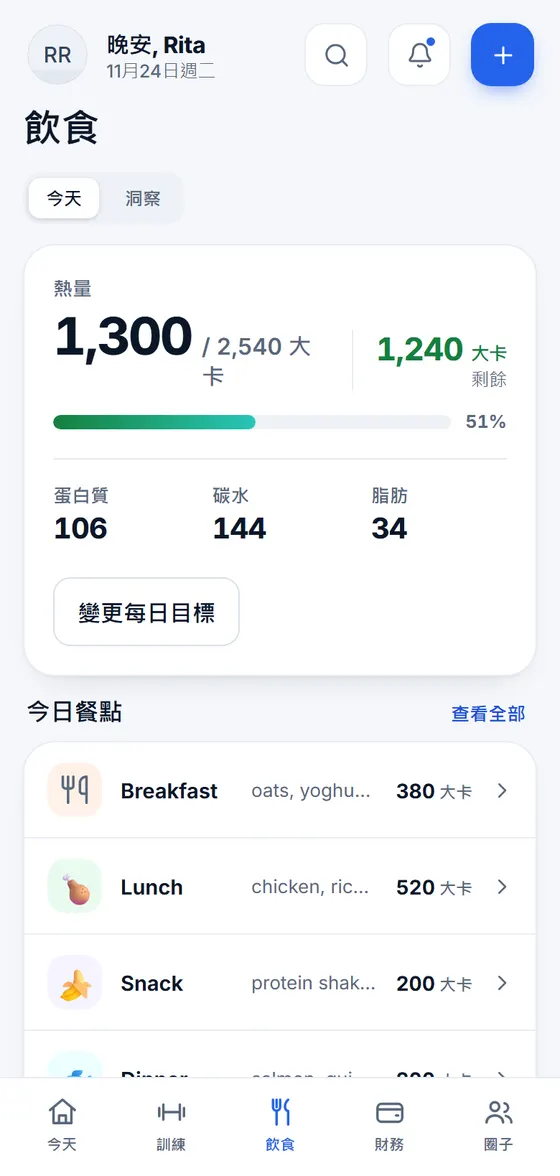 RR
晚安, Rita
11月24日週二
飲食
今天
洞察
熱量
1,300 / 2,540 大卡
1,240 大卡
剩餘
51%
蛋白質
碳水
脂肪
106
144
34
變更每日目標
今日餐點
查看全部
Breakfast oats, yoghu... 380 大卡
Lunch chicken, ric... 520 大卡
Snack protein shak... 200 大卡
今天
訓練
飲食
財務
圈子